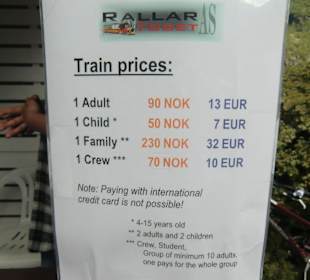 RALLAR
TOGET AS
Train prices:
1 Adult 90 NOK 13 EUR
1 Child * 50 NOK 7 EUR
1 Family ** 230 NOK 32 EUR
1 Crew *** 70 NOK 10 EUR
Note: Paying with international
credit card is not possible!
* 4-15 years old
** 2 adults and 2 children
*** Crew, Student,
Group of minimum 10 adults.
one pays for the whole group